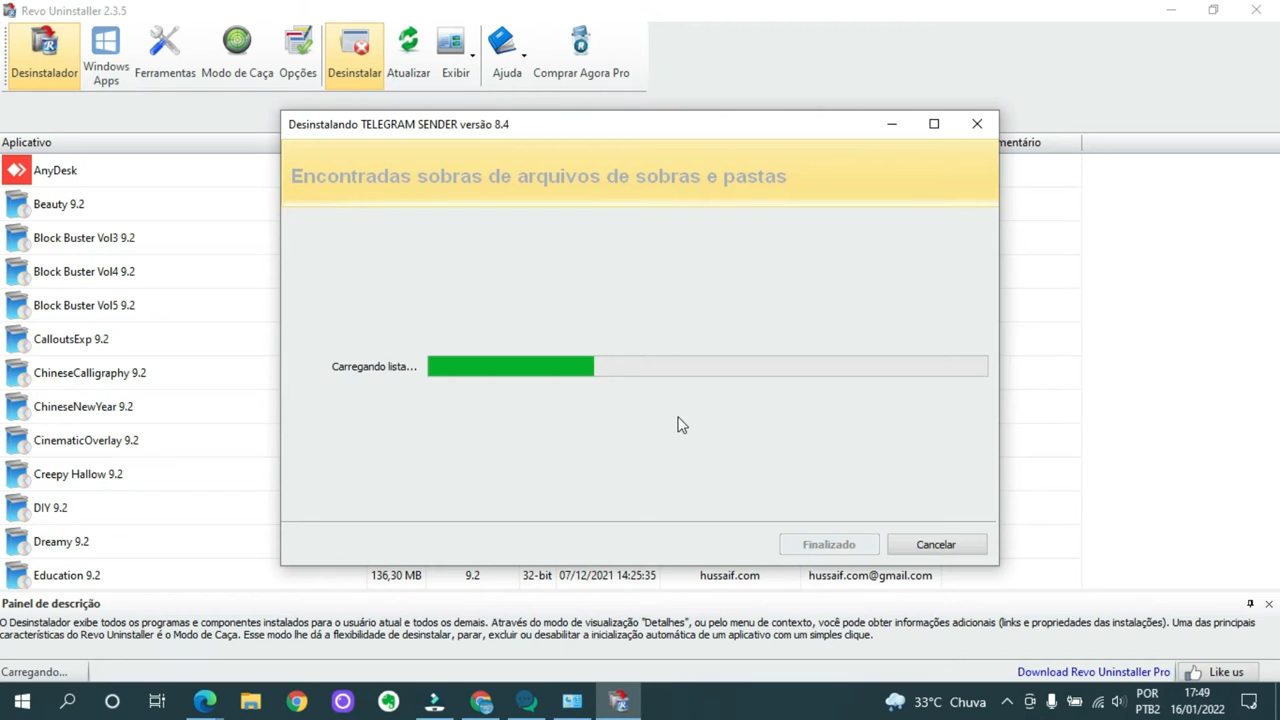 Revo Uninstaller 2.3.5
Desinstalador
Windows Apps
Ferramentas
Modo de Caça
Opções
Desinstalar
Atualizar
Exibir
Ajuda
Comprar Agora Pro
Desinstalando TELEGRAM SENDER versão 8.4
Encontradas sobras de arquivos de sobras e pastas
Carregando lista...
Finalizado
Cancelar
Aplicativo
mentário
AnyDesk
Beauty 9.2
Block Buster Vol3 9.2
Block Buster Vol4 9.2
Block Buster Vol5 9.2
CalloutsExp 9.2
ChineseCalligraphy 9.2
ChineseNewYear 9.2
CinematicOverlay 9.2
Creepy Hallow 9.2
DIY 9.2
Dreamy 9.2
Education 9.2 136,30 MB 9.2 32-bit 07/12/2021 14:25:35 hussaif.com hussaif.com@gmail.com
Painel de descrição
O Desinstalador exibe todos os programas e componentes instalados para o usuário atual e todos os demais. Através do modo de visualização "Detalhes", ou pelo menu de contexto, você pode obter informações adicionais (links e propriedades das instalações). Uma das principais
características do Revo Uninstaller é o Modo de Caça. Esse modo lhe dá a flexibilidade de desinstalar, parar, excluir ou desabilitar a inicialização automática de um aplicativo com um simples clique.
Carregando...
Download Revo Uninstaller Pro
Like us
33°C Chuva
POR
PTB2
17:49
16/01/2022